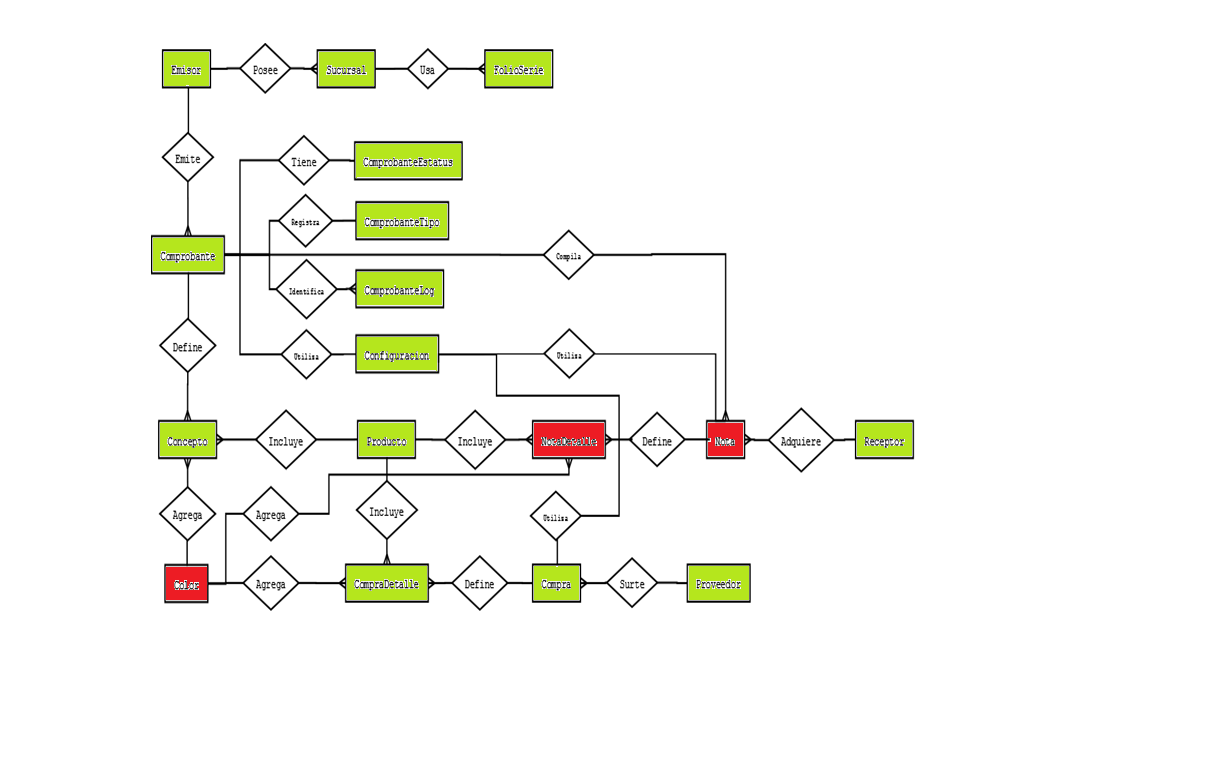 Emisor
Posee
Sucursal
Usa
FolioSerie
Emite
Tiene
ComprobanteEstatus
Registra
ComprobanteTipo
Comprobante
Compila
Identifica
ComprobanteLog
Define
Utiliza
Configuracion
Utiliza
Concepto
Incluye
Producto
Incluye
Define
Nota
Adquiere
Receptor
Agrega
Agrega
Incluye
Utiliza
Color
Agrega
CompraDetalle
Define
Compra
Surte
Proveedor